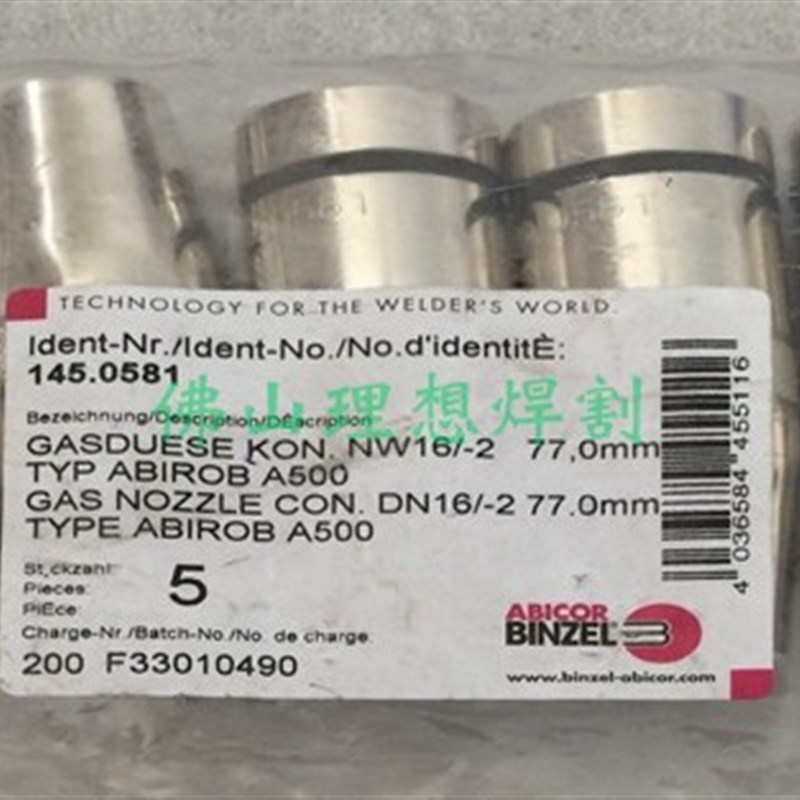 TECHNOLOGY FOR THE WELDER'S WORLD.
Ident-Nr./Ident-No./No.d'identitÈ:
145.0581
佛山理想焊割
Bezeichnung/Description/DÈscription
GASDUESE KON. NW16/-2 77,0mm
TYP ABIROB A500
GAS NOZZLE CON. DN16/-2 77.0mm
TYPE ABIROB A500
St‚ckzahl:
Pieces:
PiËce:
5
Charge-Nr./Batch-No./No. de charge:
200 F33010490
4 036584 455116
ABICOR
BINZEL
www.binzel-abicor.com